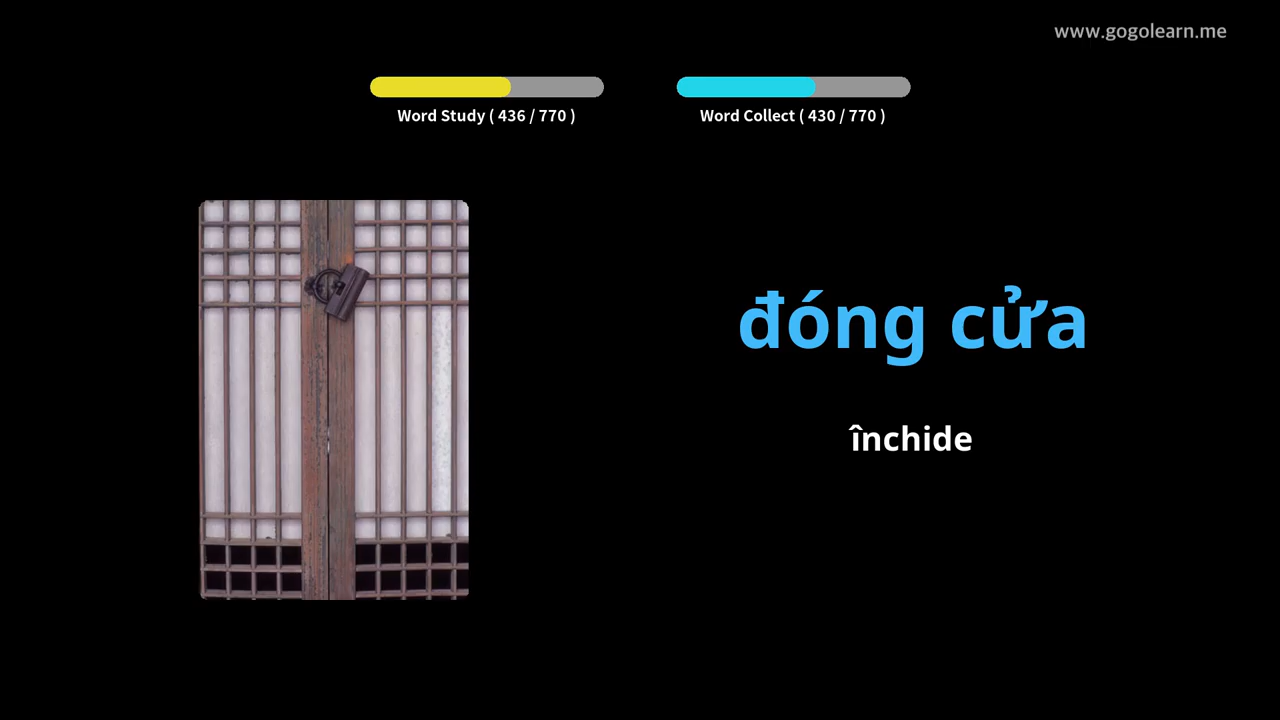 www.gogolearn.me
Word Study ( 436 / 770 )
Word Collect ( 430 / 770 )
đóng cửa
închide